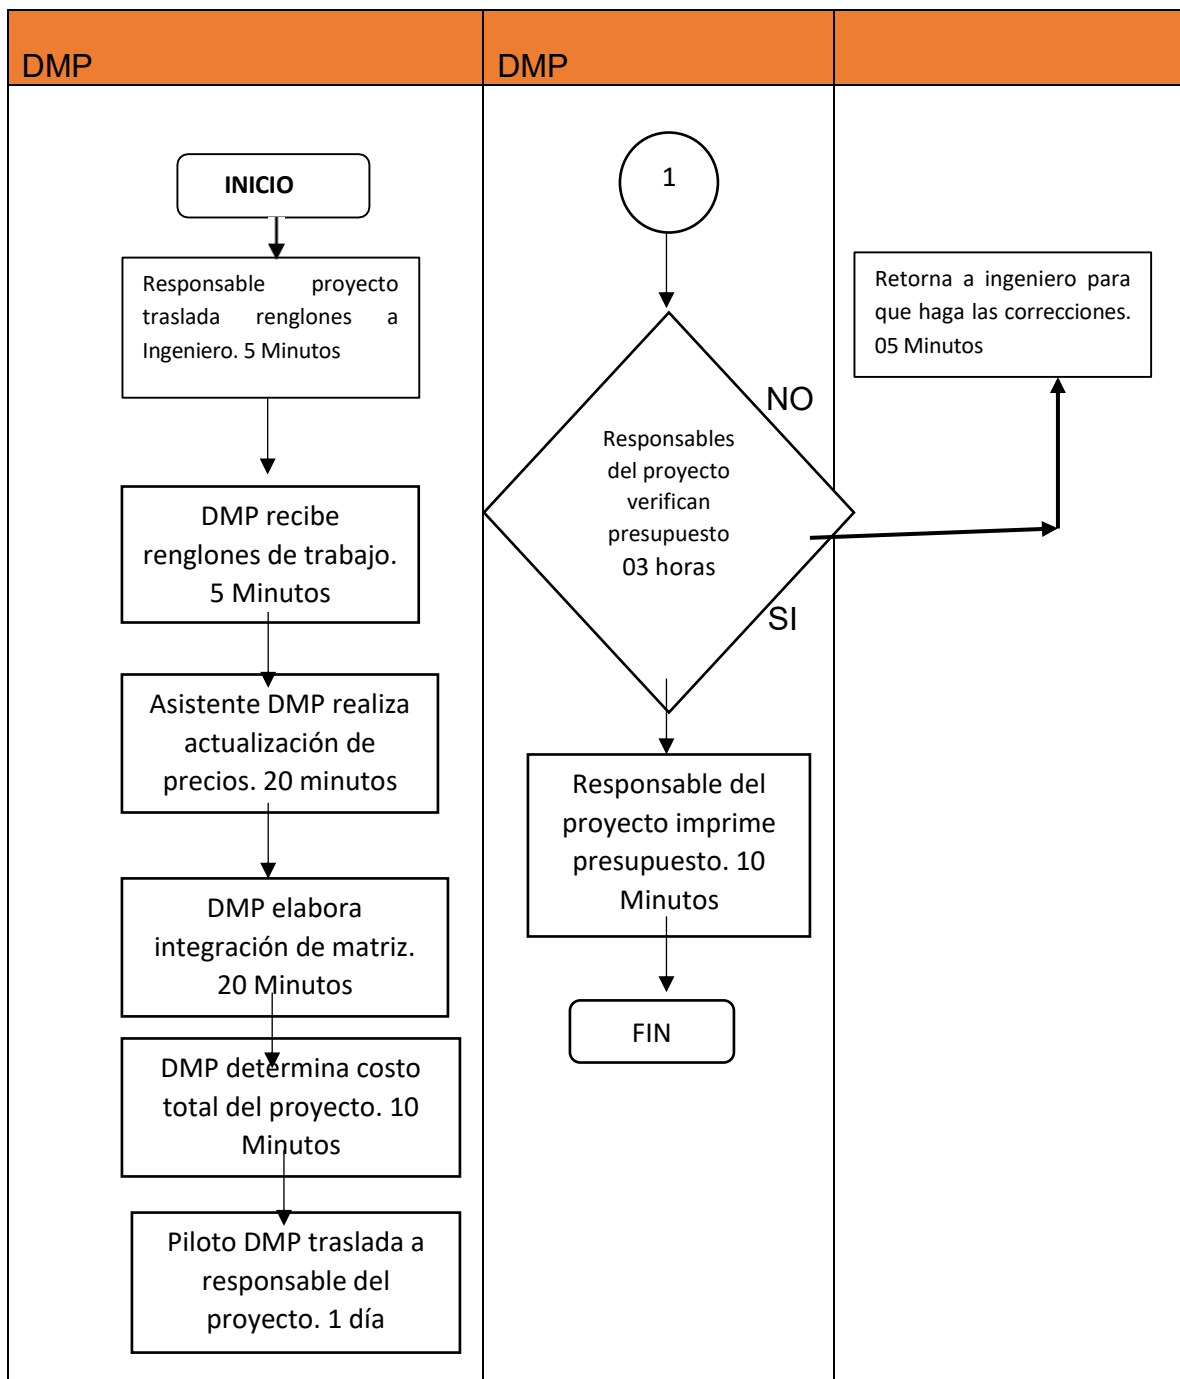 DMP
DMP
INICIO
Responsable proyecto
traslada renglones a
Ingeniero. 5 Minutos
DMP recibe
renglones de trabajo.
5 Minutos
Asistente DMP realiza
actualización de
precios. 20 minutos
DMP elabora
integración de matriz.
20 Minutos
DMP determina costo
total del proyecto. 10
Minutos
Piloto DMP traslada a
responsable del
proyecto. 1 día
1
NO
Responsables
del proyecto
verifican
presupuesto
03 horas
SI
Responsable del
proyecto imprime
presupuesto. 10
Minutos
FIN
Retorna a ingeniero para
que haga las correcciones.
05 Minutos